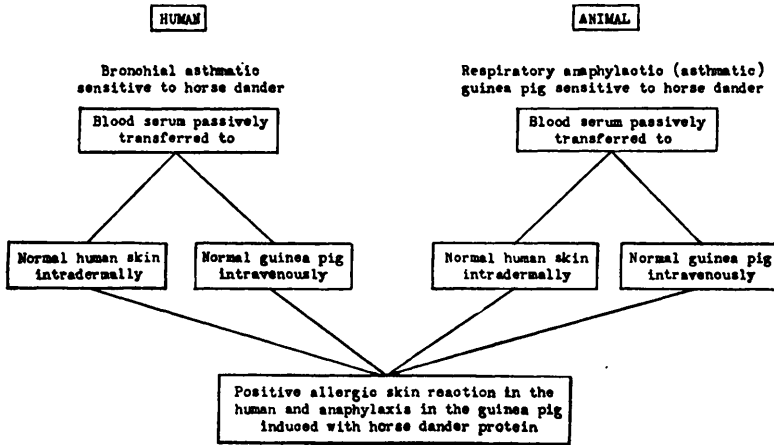 HUMAN
Bronchial asthmatic
sensitive to horse dander
Blood serum passively
transferred to
Normal human skin
intradermally
Normal guinea pig
intravenously
ANIMAL
Respiratory anaphylactic (asthmatic)
guinea pig sensitive to horse dander
Blood serum passively
transferred to
Normal human skin
intradermally
Normal guinea pig
intravenously
Positive allergic skin reaction in the
human and anaphylaxis in the guinea pig
induced with horse dander protein